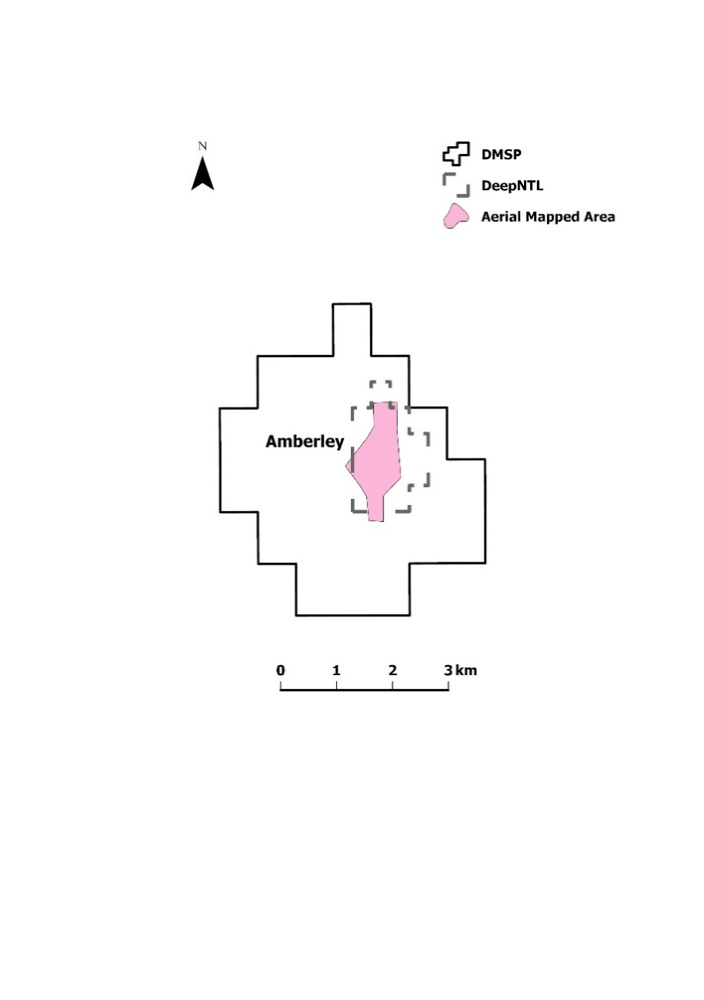 N
DMSP
DeepNTL
Aerial Mapped Area
Amberley
0 1 2 3 km